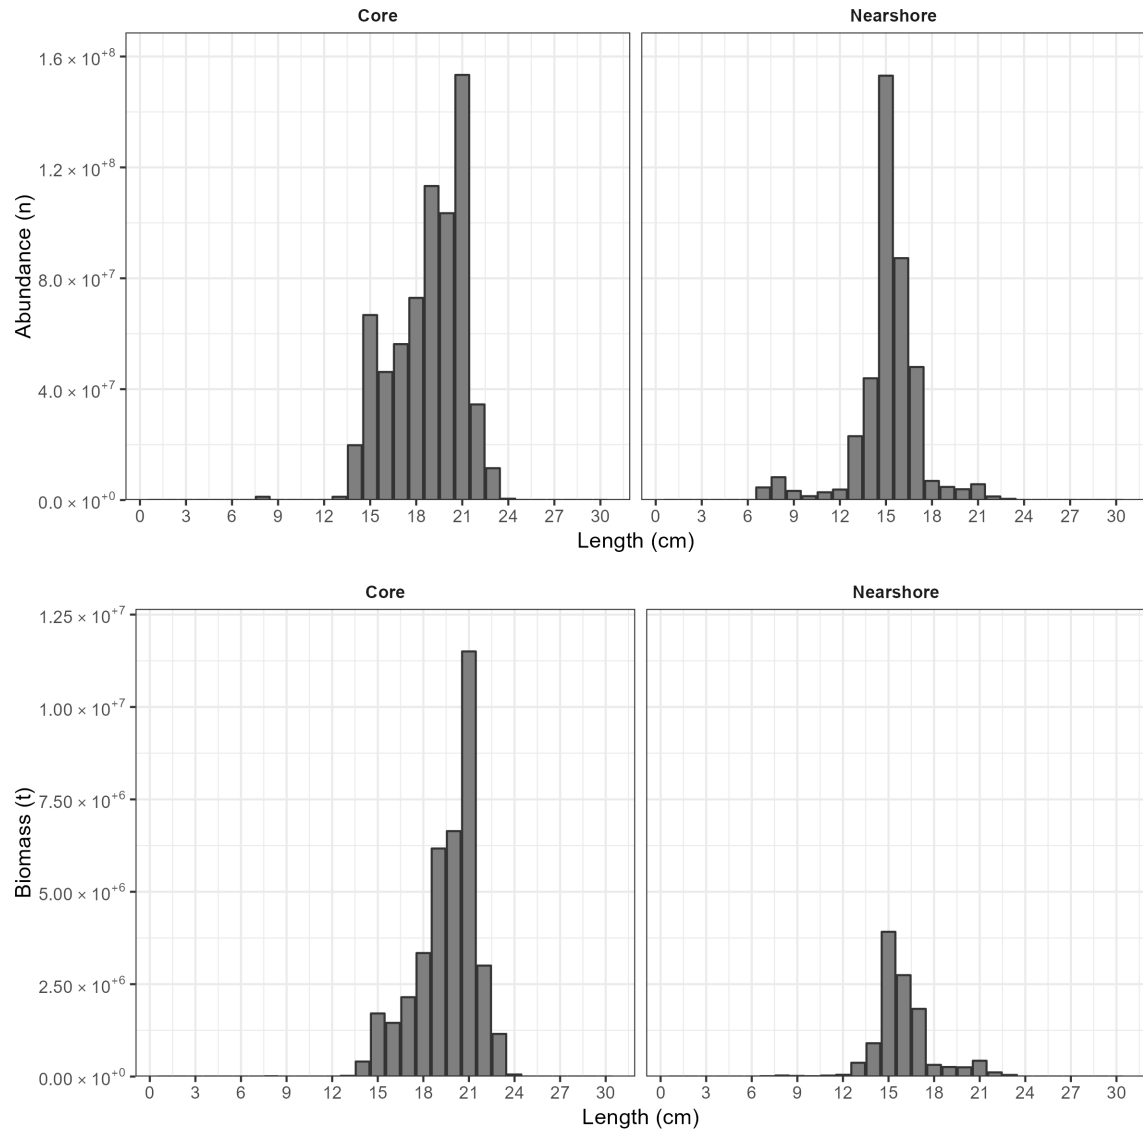 Core Nearshore
1.6 × 10⁺⁸
1.2 × 10⁺⁸
8.0 × 10⁺⁷
4.0 × 10⁺⁷
0.0 × 10⁺⁰
Abundance (n)
0 3 6 9 12 15 18 21 24 27 30 0 3 6 9 12 15 18 21 24 27 30
Length (cm)
Core Nearshore
1.25 × 10⁺⁷
1.00 × 10⁺⁷
7.50 × 10⁺⁶
5.00 × 10⁺⁶
2.50 × 10⁺⁶
0.00 × 10⁺⁰
Biomass (t)
0 3 6 9 12 15 18 21 24 27 30 0 3 6 9 12 15 18 21 24 27 30
Length (cm)